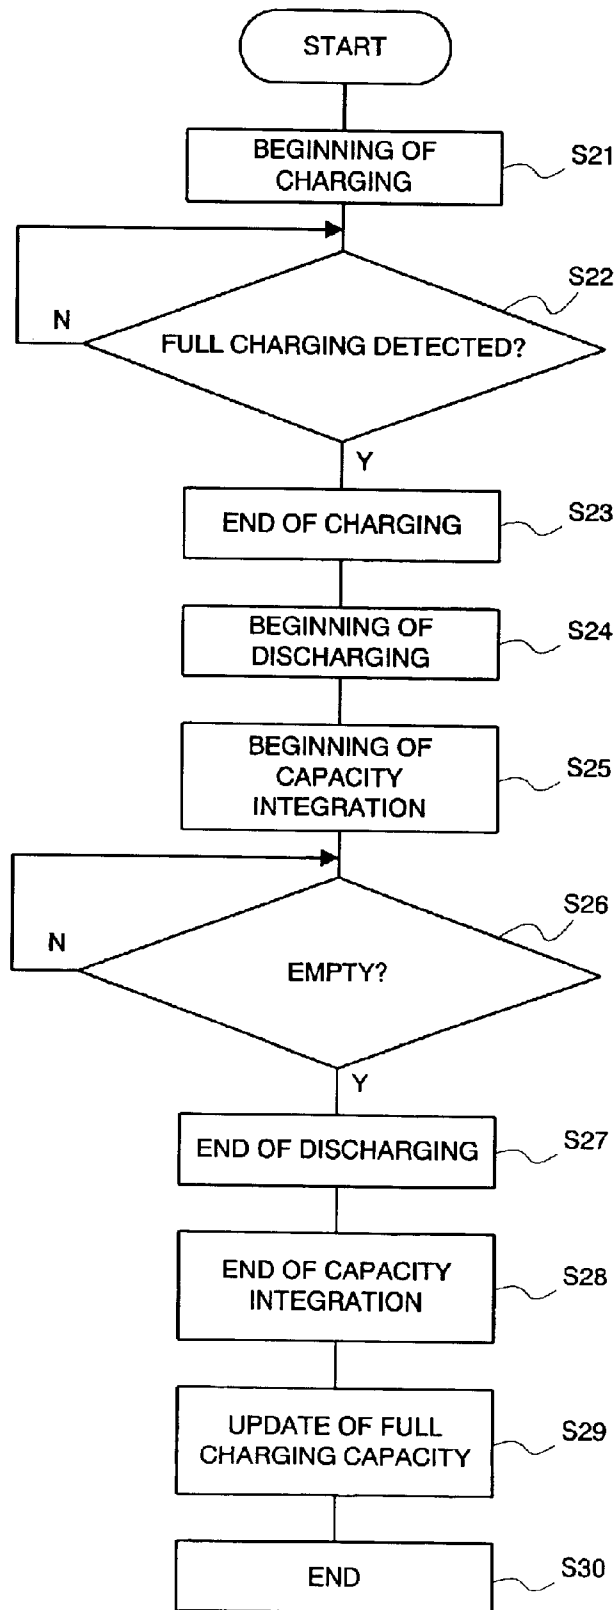 START
BEGINNING OF
CHARGING
S21
S22
N
FULL CHARGING DETECTED?
Y
END OF CHARGING
S23
BEGINNING OF
DISCHARGING
S24
BEGINNING OF
CAPACITY
INTEGRATION
S25
S26
N
EMPTY?
Y
END OF DISCHARGING
S27
END OF CAPACITY
INTEGRATION
S28
UPDATE OF FULL
CHARGING CAPACITY
S29
END
S30